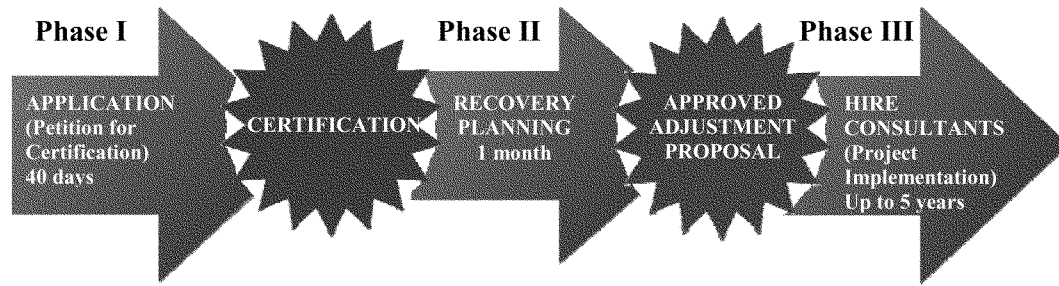 Phase I
APPLICATION
(Petition for
Certification)
40 days
CERTIFICATION
Phase II
RECOVERY
PLANNING
1 month
APPROVED
ADJUSTMENT
PROPOSAL
Phase III
HIRE
CONSULTANTS
(Project
Implementation)
Up to 5 years